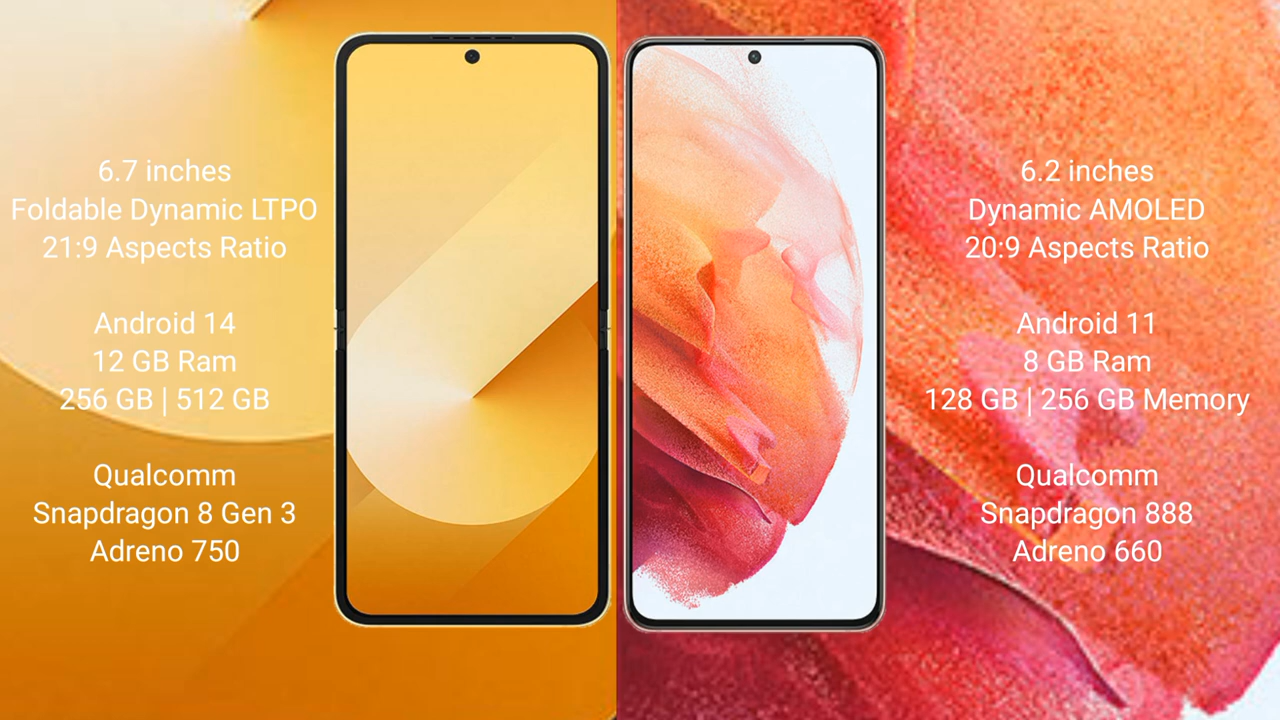 6.7 inches
Foldable Dynamic LTPO
21:9 Aspects Ratio
Android 14
12 GB Ram
256 GB | 512 GB
Qualcomm
Snapdragon 8 Gen 3
Adreno 750
6.2 inches
Dynamic AMOLED
20:9 Aspects Ratio
Android 11
8 GB Ram
128 GB | 256 GB Memory
Qualcomm
Snapdragon 888
Adreno 660